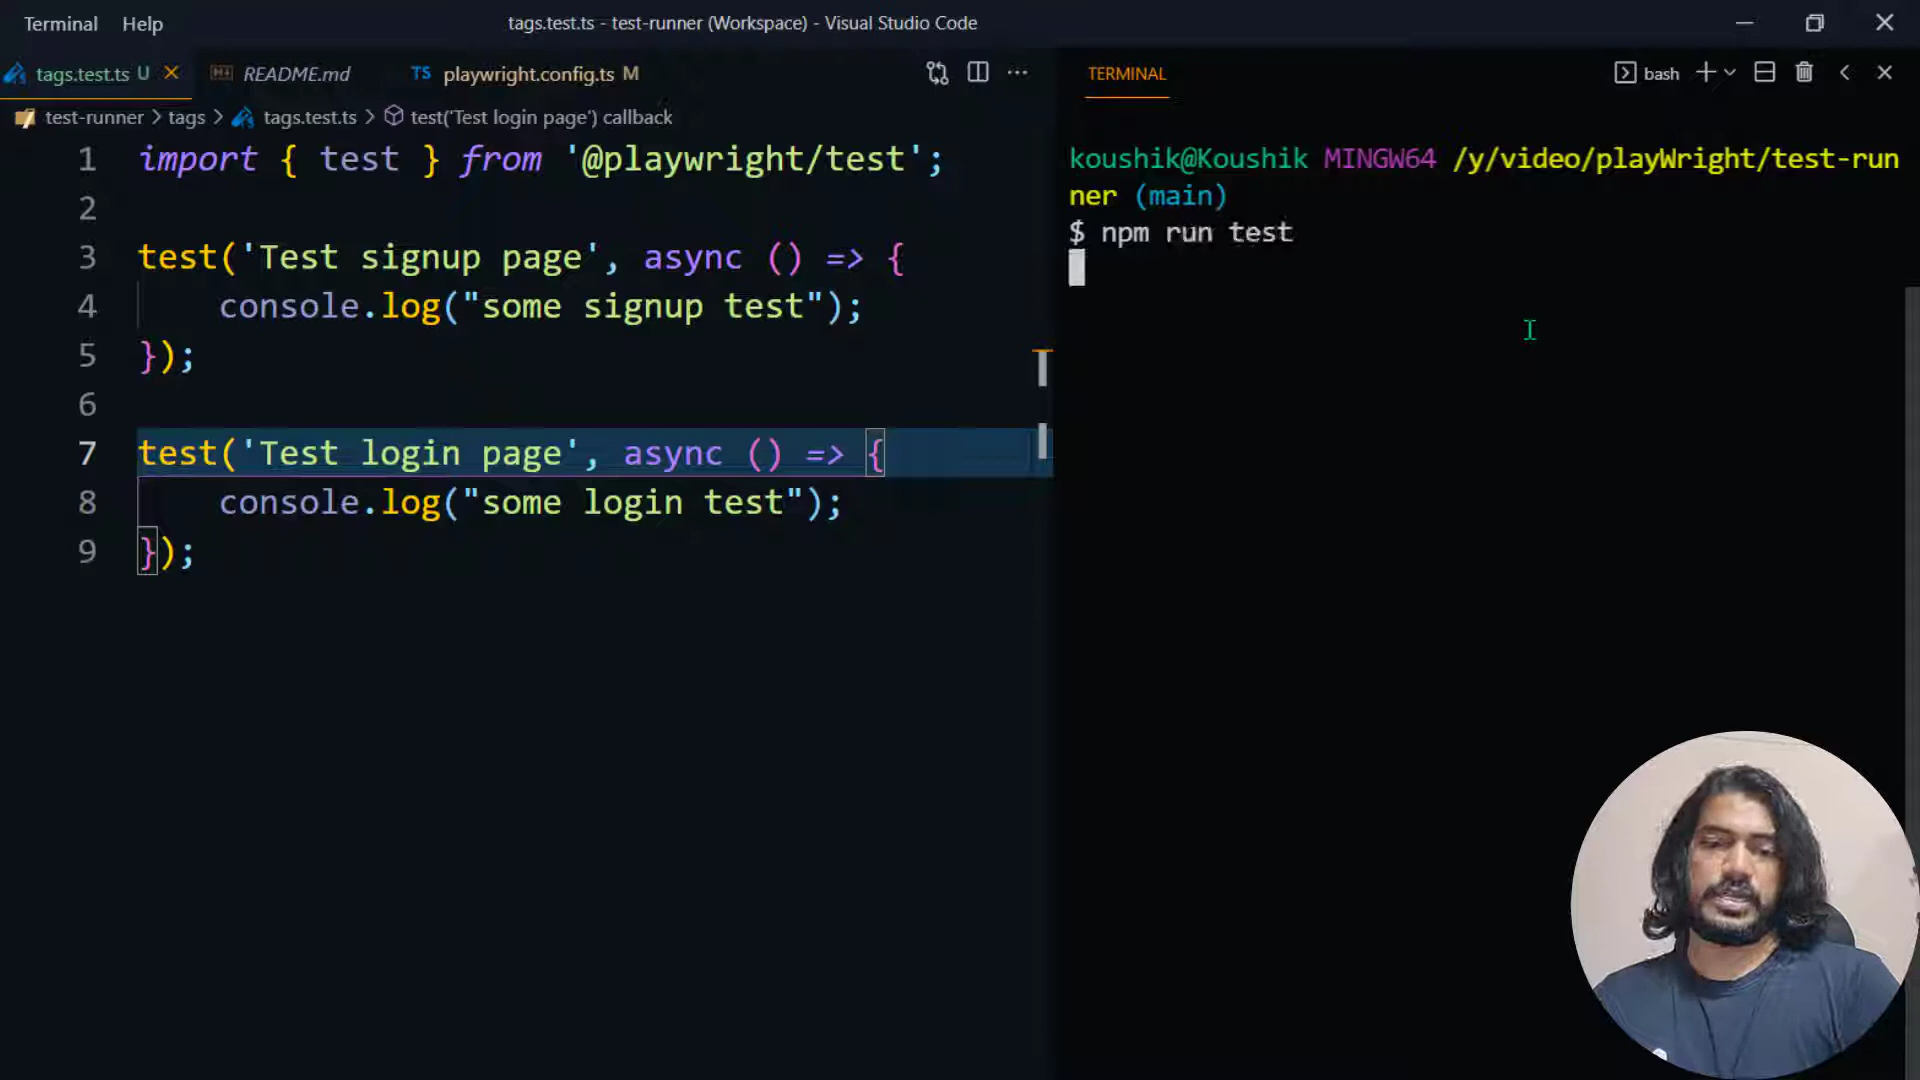 Terminal Help tags.test.ts - test-runner (Workspace) - Visual Studio Code
tags.test.ts U README.md TS playwright.config.ts M
test-runner > tags > tags.test.ts > test('Test login page') callback
1 import { test } from '@playwright/test';
2
3 test('Test signup page', async () => {
4 console.log("some signup test");
5 });
6
7 test('Test login page', async () => {
8 console.log("some login test");
9 });
TERMINAL bash
koushik@Koushik MINGW64 /y/video/playWright/test-run
ner (main)
$ npm run test